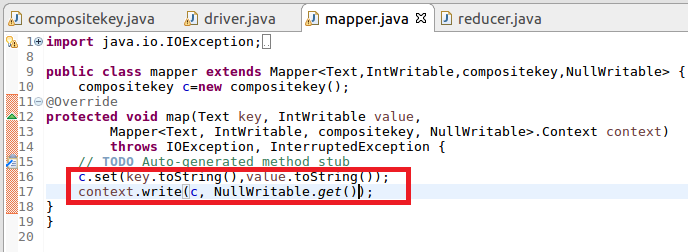 compositekey.java driver.java mapper.java reducer.java
1 import java.io.IOException;
8
9 public class mapper extends Mapper<Text,IntWritable,compositekey,NullWritable> {
10 compositekey c=new compositekey();
11 @Override
12 protected void map(Text key, IntWritable value,
13 Mapper<Text, IntWritable, compositekey, NullWritable>.Context context)
14 throws IOException, InterruptedException {
15 // TODO Auto-generated method stub
16 c.set(key.toString(),value.toString());
17 context.write(c, NullWritable.get());
18 }
19 }
20